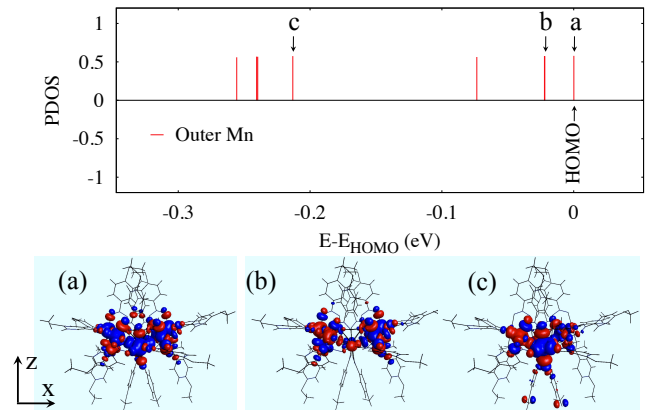 c b a
1
0.5
0
-0.5
-1
PDOS
Outer Mn
HOMO
-0.3 -0.2 -0.1 0
E-E_HOMO (eV)
(a) (b) (c)
Z
X